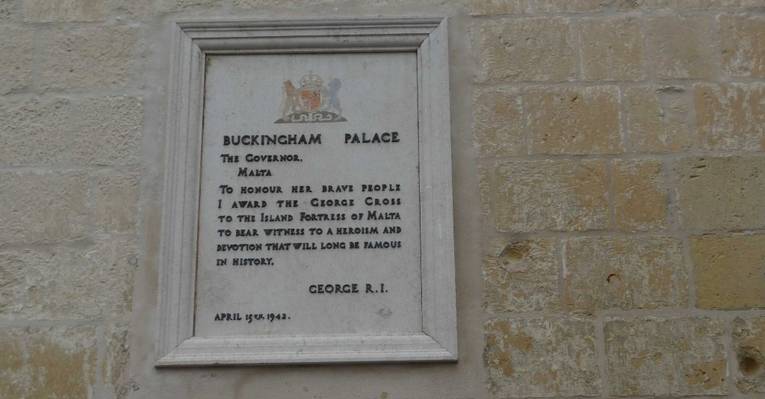 BUCKINGHAM PALACE
THE GOVERNOR.
MALTA
TO HONOUR HER BRAVE PEOPLE
I AWARD THE GEORGE CROSS
TO THE ISLAND FORTRESS OF MALTA
TO BEAR WITNESS TO A HEROISM AND
DEVOTION THAT WILL LONG BE FAMOUS
IN HISTORY.
GEORGE R.I.
APRIL 15TH. 1942.